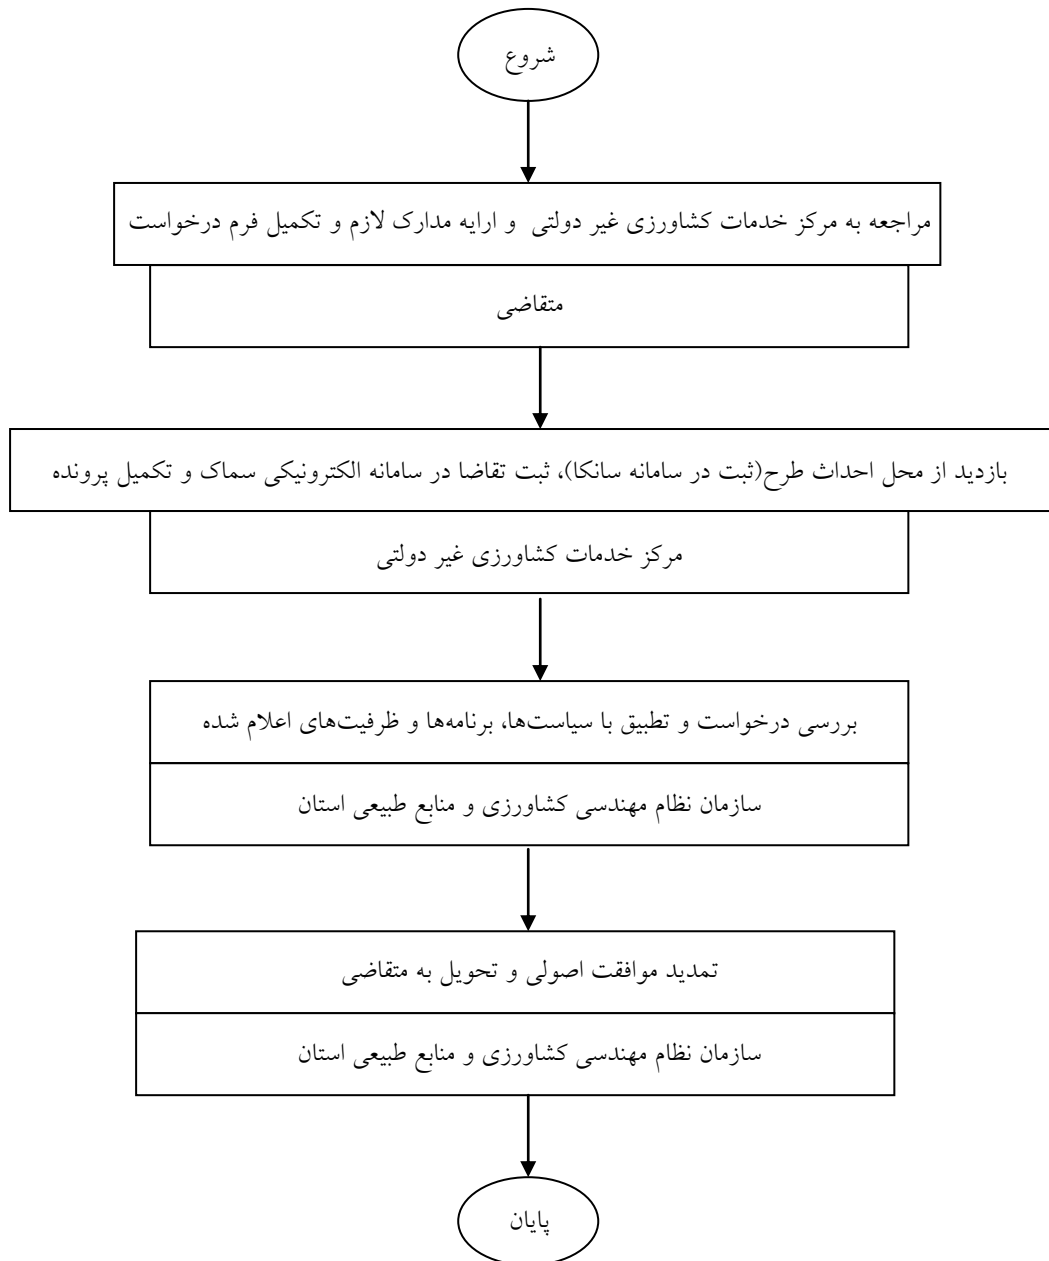 شروع
مراجعه به مرکز خدمات کشاورزی غیر دولتی و ارایه مدارک لازم و تکمیل فرم درخواست
متقاضی
بازدید از محل احداث طرح(ثبت در سامانه سانکا)، ثبت تقاضا در سامانه الکترونیکی سماک و تکمیل پرونده
مرکز خدمات کشاورزی غیر دولتی
بررسی درخواست و تطبیق با سیاست‌ها، برنامه‌ها و ظرفیت‌های اعلام شده
سازمان نظام مهندسی کشاورزی و منابع طبیعی استان
تمدید موافقت اصولی و تحویل به متقاضی
سازمان نظام مهندسی کشاورزی و منابع طبیعی استان
پایان